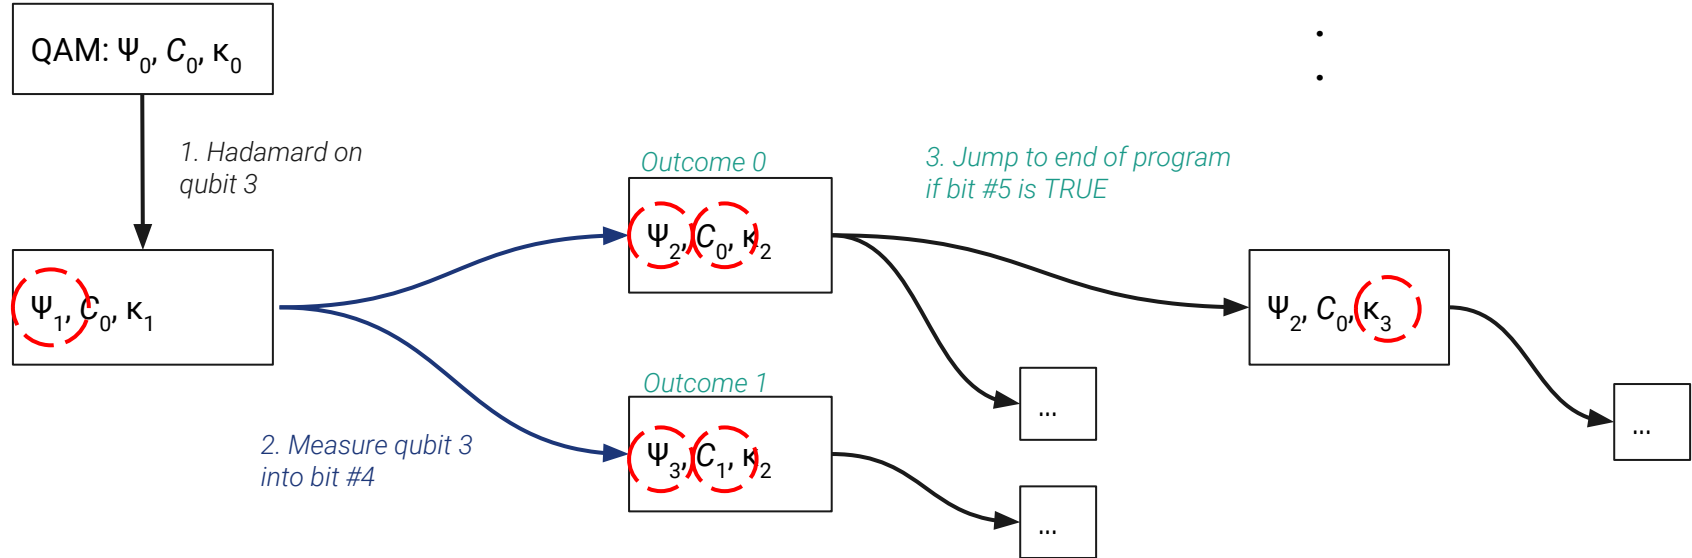 QAM: Ψ₀, C₀, κ₀
1. Hadamard on
qubit 3
Ψ₁, C₀, κ₁
2. Measure qubit 3
into bit #4
Outcome 0
Ψ₂, C₀, κ₂
Outcome 1
Ψ₃, C₁, κ₂
3. Jump to end of program
if bit #5 is TRUE
...
...
Ψ₂, C₀, κ₃
...